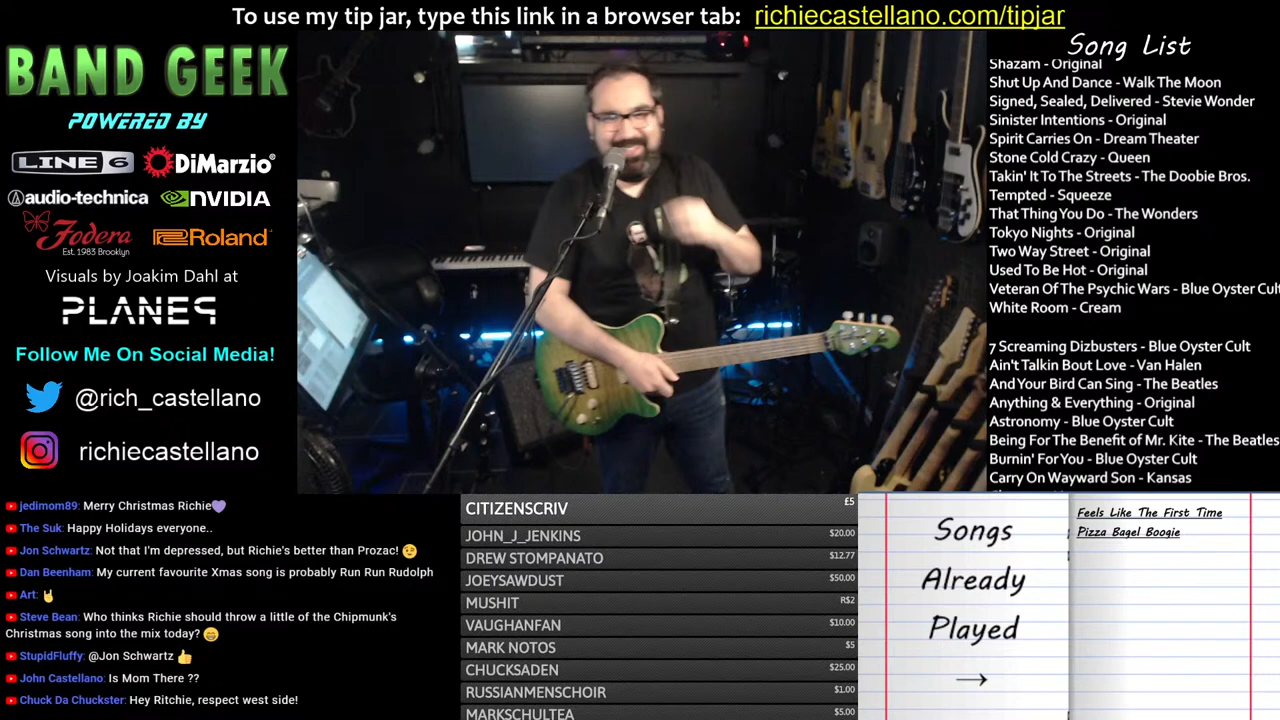 To use my tip jar, type this link in a browser tab: richiecastellano.com/tipjar
BAND GEEK
POWERED BY
LINE 6
DiMarzio
audio-technica
NVIDIA
Fodera
Est. 1983 Brooklyn
Roland
Visuals by Joakim Dahl at
PLANE9
Follow Me On Social Media!
@rich_castellano
richiecastellano
jedimom89: Merry Christmas Richie💜
The Suk: Happy Holidays everyone..
Jon Schwartz: Not that I'm depressed, but Richie's better than Prozac! 😉
Dan Beenham: My current favourite Xmas song is probably Run Run Rudolph
Art: 🤘
Steve Bean: Who thinks Richie should throw a little of the Chipmunk's
Christmas song into the mix today? 😁
StupidFluffy: @Jon Schwartz 👍
John Castellano: Is Mom There ??
Chuck Da Chuckster: Hey Ritchie, respect west side!
CITIZENSCRIV £5
JOHN_J_JENKINS $20.00
DREW STOMPANATO $12.77
JOEYSAWDUST $50.00
MUSHIT R$2
VAUGHANFAN $10.00
MARK NOTOS $5
CHUCKSADEN $25.00
RUSSIANMENSCHOIR $1.00
MARKSCHULTEA $5.00
Song List
Shazam - Original
Shut Up And Dance - Walk The Moon
Signed, Sealed, Delivered - Stevie Wonder
Sinister Intentions - Original
Spirit Carries On - Dream Theater
Stone Cold Crazy - Queen
Takin' It To The Streets - The Doobie Bros.
Tempted - Squeeze
That Thing You Do - The Wonders
Tokyo Nights - Original
Two Way Street - Original
Used To Be Hot - Original
Veteran Of The Psychic Wars - Blue Oyster Cult
White Room - Cream
7 Screaming Dizbusters - Blue Oyster Cult
Ain't Talkin Bout Love - Van Halen
And Your Bird Can Sing - The Beatles
Anything & Everything - Original
Astronomy - Blue Oyster Cult
Being For The Benefit of Mr. Kite - The Beatles
Burnin' For You - Blue Oyster Cult
Carry On Wayward Son - Kansas
Songs
Already
Played
→
Feels Like The First Time
Pizza Bagel Boogie